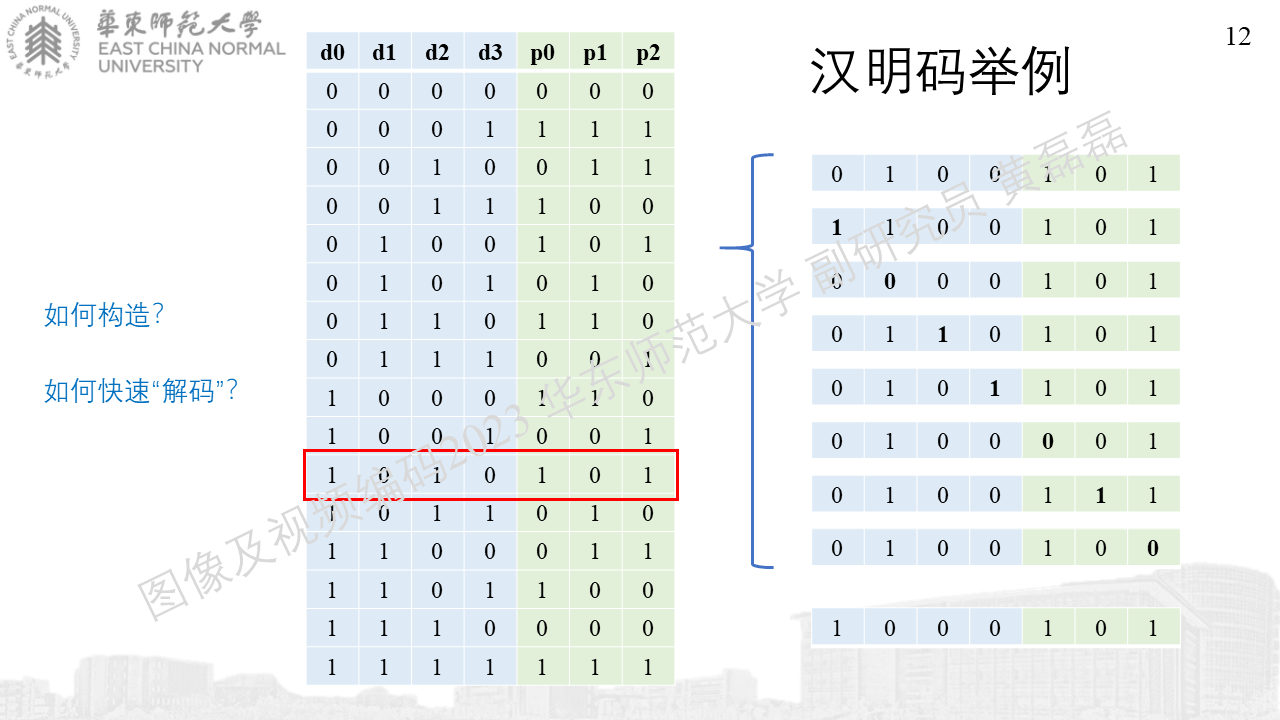 EAST CHINA NORMAL UNIVERSITY
華東師范大學
華東師范大學
EAST CHINA NORMAL
UNIVERSITY
12
汉明码举例
如何构造?
如何快速“解码”?
d0 d1 d2 d3 p0 p1 p2
0 0 0 0 0 0 0
0 0 0 1 1 1 1
0 0 1 0 0 1 1
0 0 1 1 1 0 0
0 1 0 0 1 0 1
0 1 0 1 0 1 0
0 1 1 0 1 1 0
0 1 1 1 0 0 1
1 0 0 0 1 1 0
1 0 0 1 0 0 1
1 0 1 0 1 0 1
1 0 1 1 0 1 0
1 1 0 0 0 1 1
1 1 0 1 1 0 0
1 1 1 0 0 0 0
1 1 1 1 1 1 1
0 1 0 0 1 0 1
1 1 0 0 1 0 1
0 0 0 0 1 0 1
0 1 1 0 1 0 1
0 1 0 1 1 0 1
0 1 0 0 0 0 1
0 1 0 0 1 1 1
0 1 0 0 1 0 0
1 0 0 0 1 0 1
图像及视频编码2023 华东师范大学 副研究员 黄磊磊